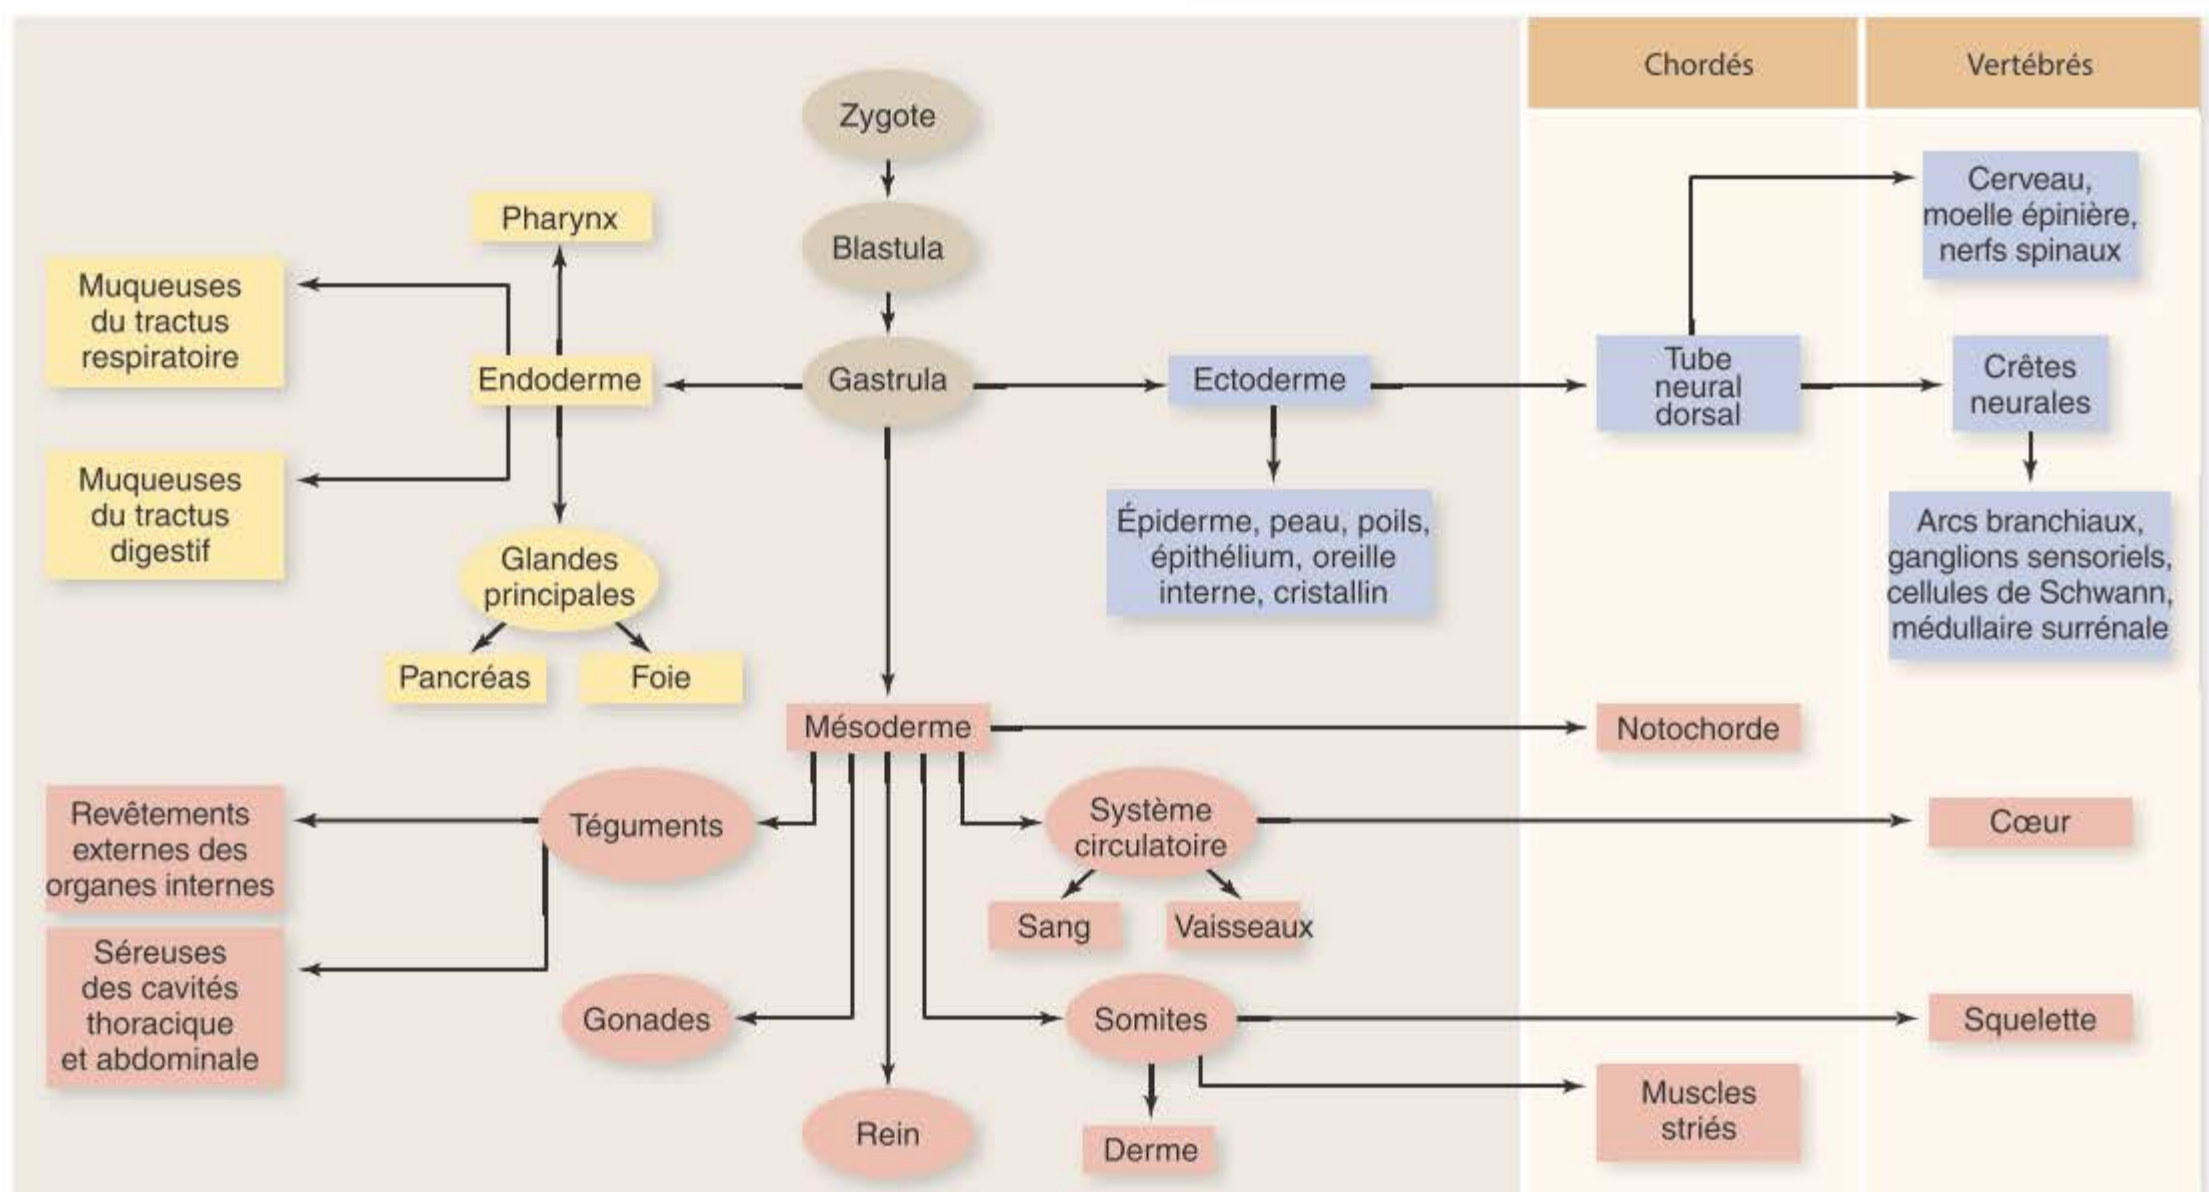 Chordés
Vertébrés
Zygote
Blastula
Gastrula
Pharynx
Muqueuses
du tractus
respiratoire
Endoderme
Muqueuses
du tractus
digestif
Glandes
principales
Pancréas
Foie
Ectoderme
Épiderme, peau, poils,
épithélium, oreille
interne, cristallin
Tube
neural
dorsal
Cerveau,
moelle épinière,
nerfs spinaux
Crêtes
neurales
Arcs branchiaux,
ganglions sensoriels,
cellules de Schwann,
médullaire surrénale
Mésoderme
Notochorde
Téguments
Revêtements
externes des
organes internes
Séreuses
des cavités
thoracique
et abdominale
Gonades
Rein
Système
circulatoire
Sang
Vaisseaux
Cœur
Somites
Squelette
Derme
Muscles
striés